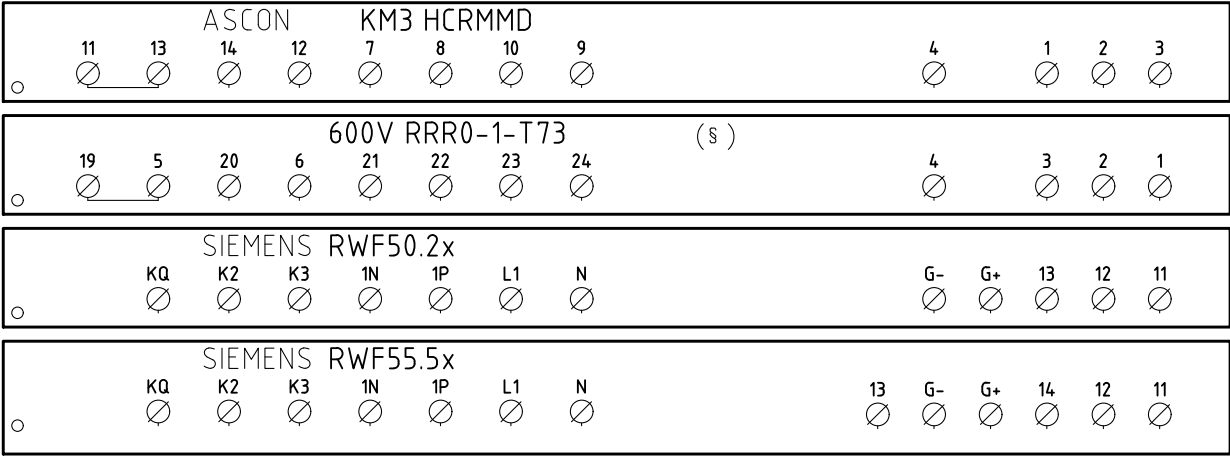 ASCON KM3 HCRMMD
11 13 14 12 7 8 10 9 4 1 2 3
600V RRR0-1-T73 (§)
19 5 20 6 21 22 23 24 4 3 2 1
SIEMENS RWF50.2x
KQ K2 K3 1N 1P L1 N G- G+ 13 12 11
SIEMENS RWF55.5x
KQ K2 K3 1N 1P L1 N 13 G- G+ 14 12 11